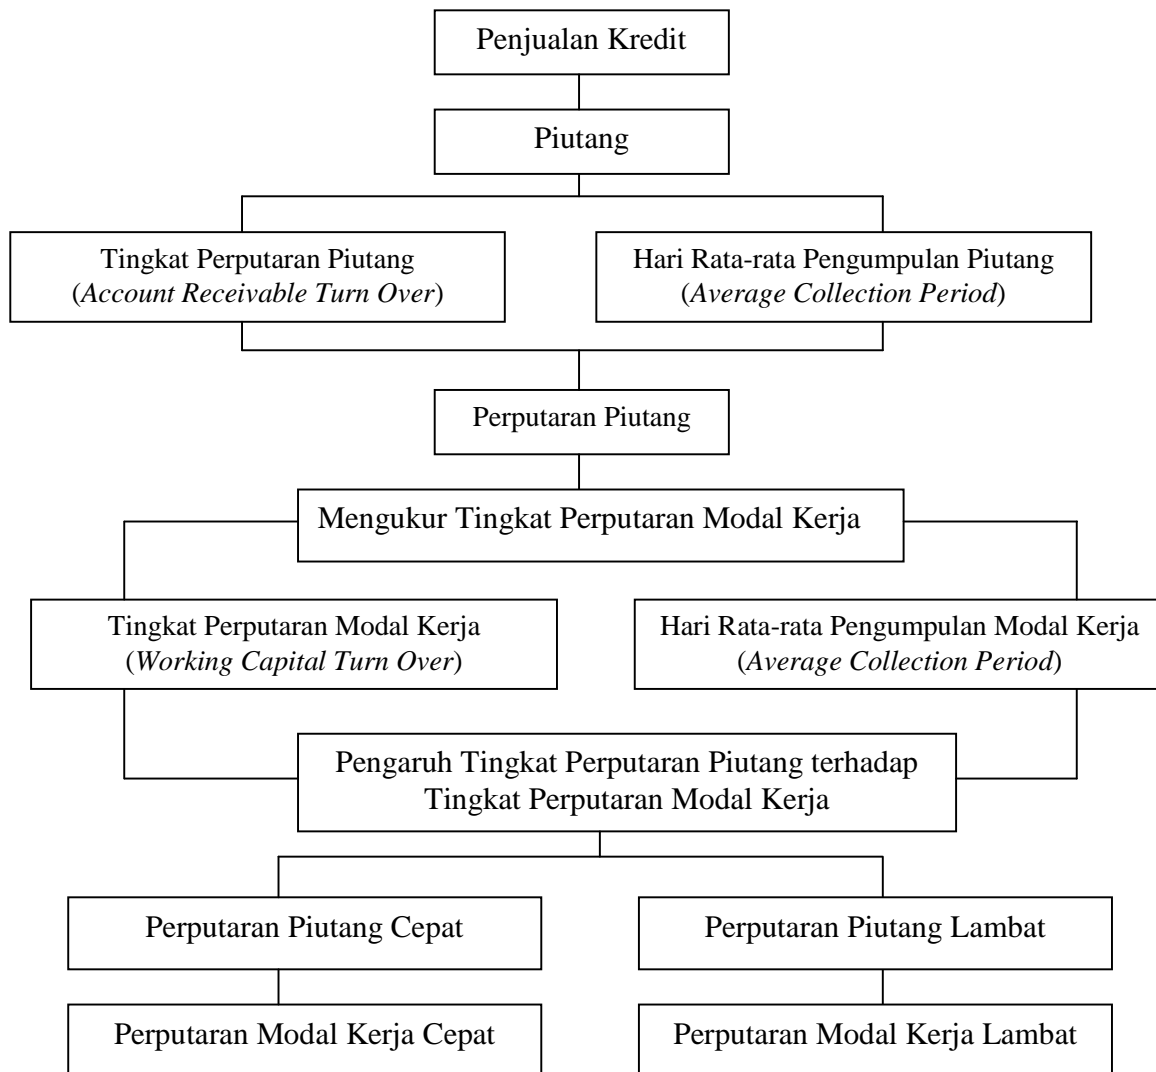 Penjualan Kredit
Piutang
Tingkat Perputaran Piutang
(Account Receivable Turn Over)
Hari Rata-rata Pengumpulan Piutang
(Average Collection Period)
Perputaran Piutang
Mengukur Tingkat Perputaran Modal Kerja
Tingkat Perputaran Modal Kerja
(Working Capital Turn Over)
Hari Rata-rata Pengumpulan Modal Kerja
(Average Collection Period)
Pengaruh Tingkat Perputaran Piutang terhadap
Tingkat Perputaran Modal Kerja
Perputaran Piutang Cepat
Perputaran Piutang Lambat
Perputaran Modal Kerja Cepat
Perputaran Modal Kerja Lambat